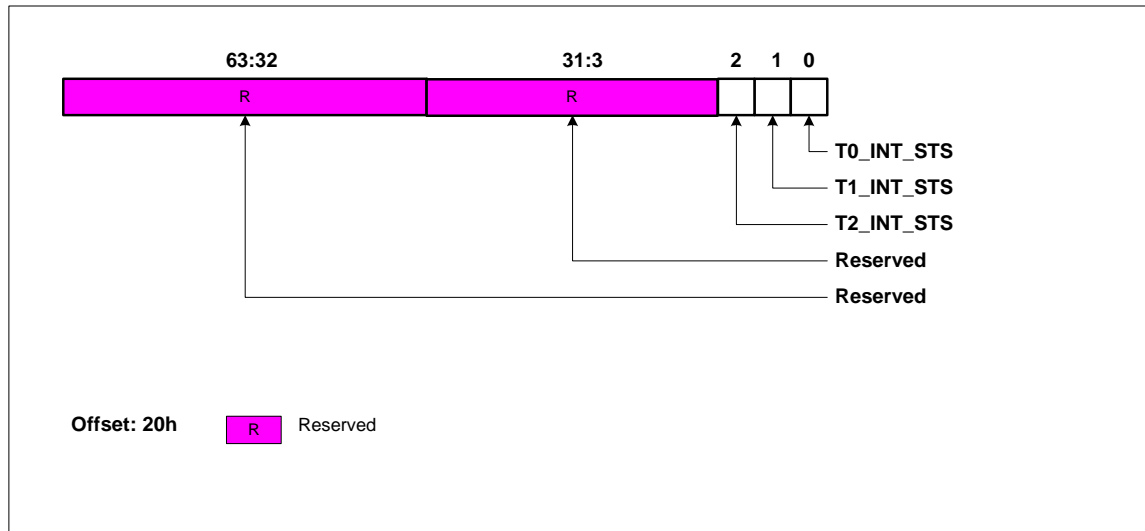 63:32 31:3 2 1 0
R R
T0_INT_STS
T1_INT_STS
T2_INT_STS
Reserved
Reserved
Offset: 20h R Reserved